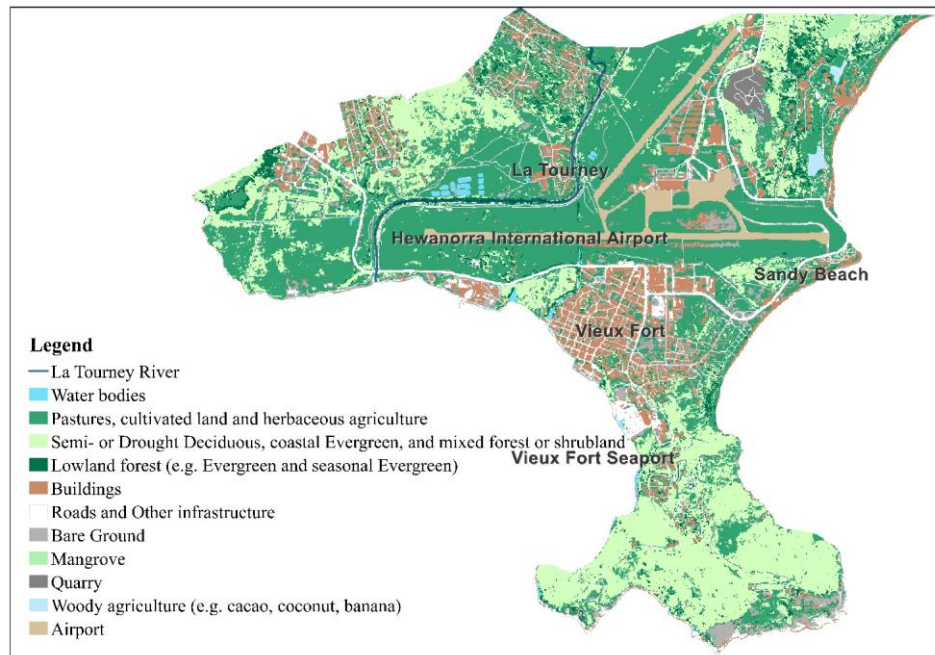 La Tourney
Hewanorra International Airport
Sandy Beach
Vieux Fort
Vieux Fort Seaport
Legend
La Tourney River
Water bodies
Pastures, cultivated land and herbaceous agriculture
Semi- or Drought Deciduous, coastal Evergreen, and mixed forest or shrubland
Lowland forest (e.g. Evergreen and seasonal Evergreen)
Buildings
Roads and Other infrastructure
Bare Ground
Mangrove
Quarry
Woody agriculture (e.g. cacao, coconut, banana)
Airport